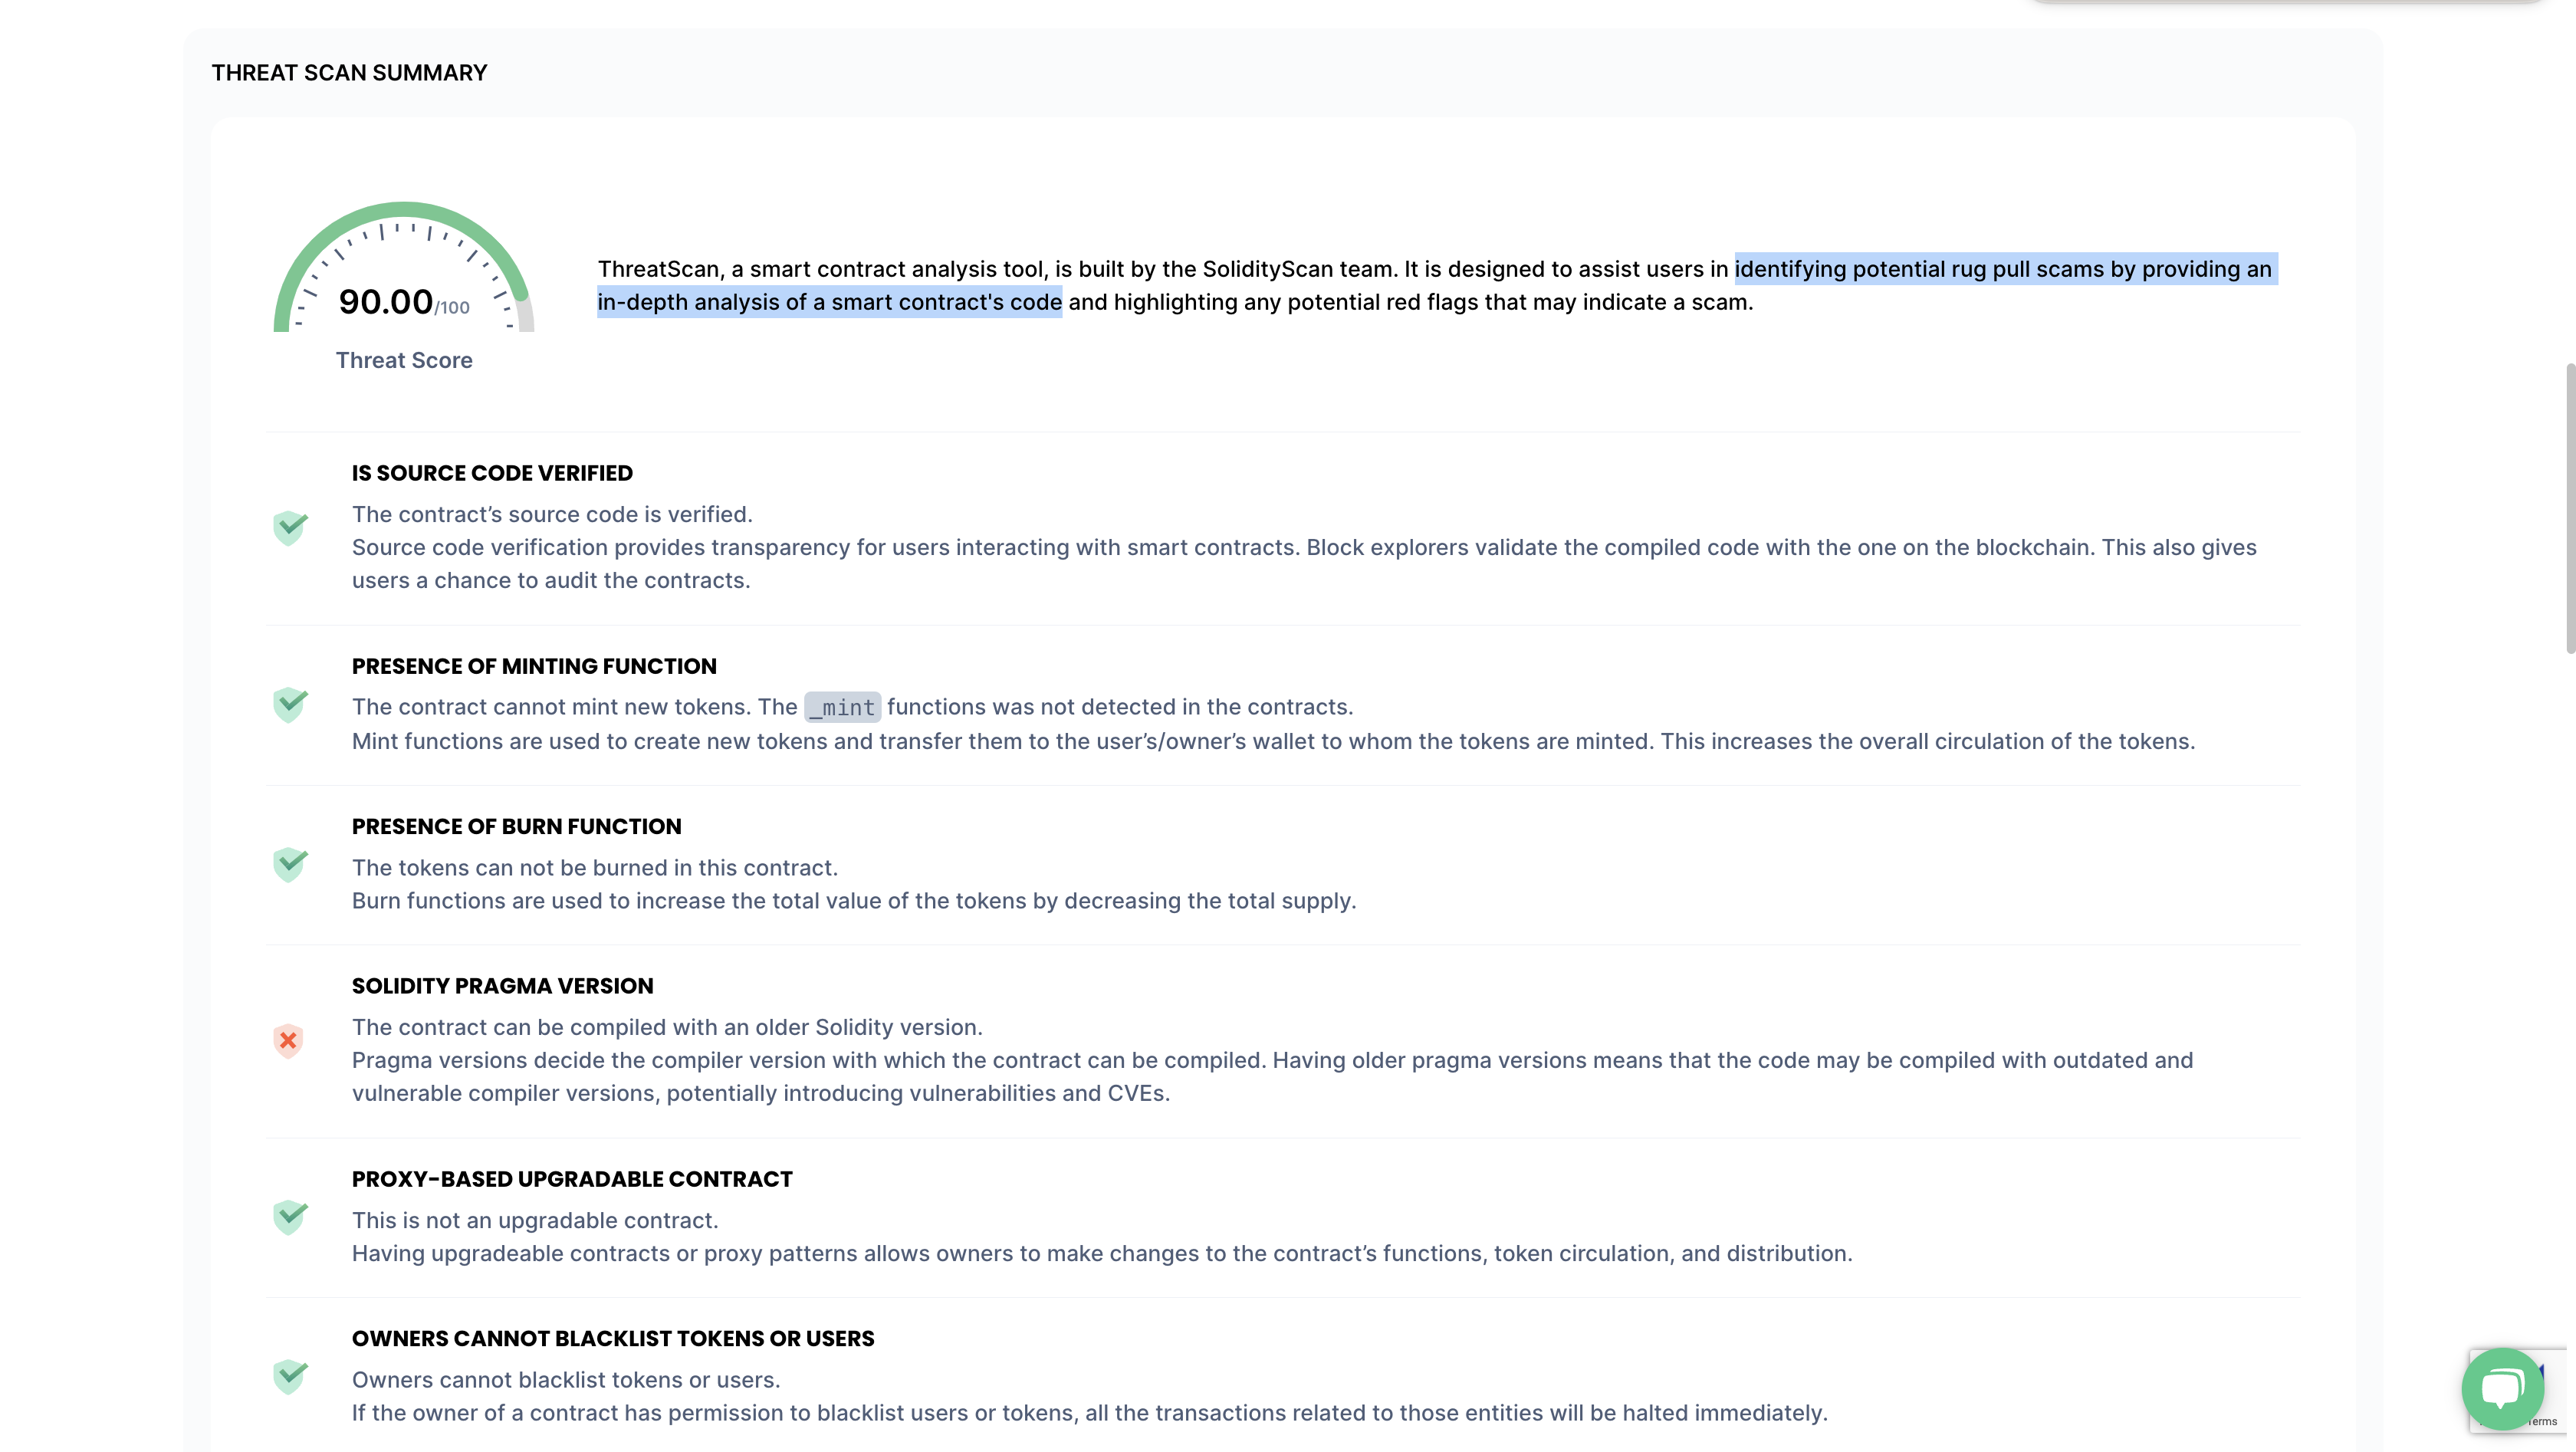 THREAT SCAN SUMMARY
90.00/100
Threat Score
ThreatScan, a smart contract analysis tool, is built by the SolidityScan team. It is designed to assist users in identifying potential rug pull scams by providing an
in-depth analysis of a smart contract's code and highlighting any potential red flags that may indicate a scam.
IS SOURCE CODE VERIFIED
The contract’s source code is verified.
Source code verification provides transparency for users interacting with smart contracts. Block explorers validate the compiled code with the one on the blockchain. This also gives
users a chance to audit the contracts.
PRESENCE OF MINTING FUNCTION
The contract cannot mint new tokens. The _mint functions was not detected in the contracts.
Mint functions are used to create new tokens and transfer them to the user’s/owner’s wallet to whom the tokens are minted. This increases the overall circulation of the tokens.
PRESENCE OF BURN FUNCTION
The tokens can not be burned in this contract.
Burn functions are used to increase the total value of the tokens by decreasing the total supply.
SOLIDITY PRAGMA VERSION
The contract can be compiled with an older Solidity version.
Pragma versions decide the compiler version with which the contract can be compiled. Having older pragma versions means that the code may be compiled with outdated and
vulnerable compiler versions, potentially introducing vulnerabilities and CVEs.
PROXY-BASED UPGRADABLE CONTRACT
This is not an upgradable contract.
Having upgradeable contracts or proxy patterns allows owners to make changes to the contract’s functions, token circulation, and distribution.
OWNERS CANNOT BLACKLIST TOKENS OR USERS
Owners cannot blacklist tokens or users.
If the owner of a contract has permission to blacklist users or tokens, all the transactions related to those entities will be halted immediately.